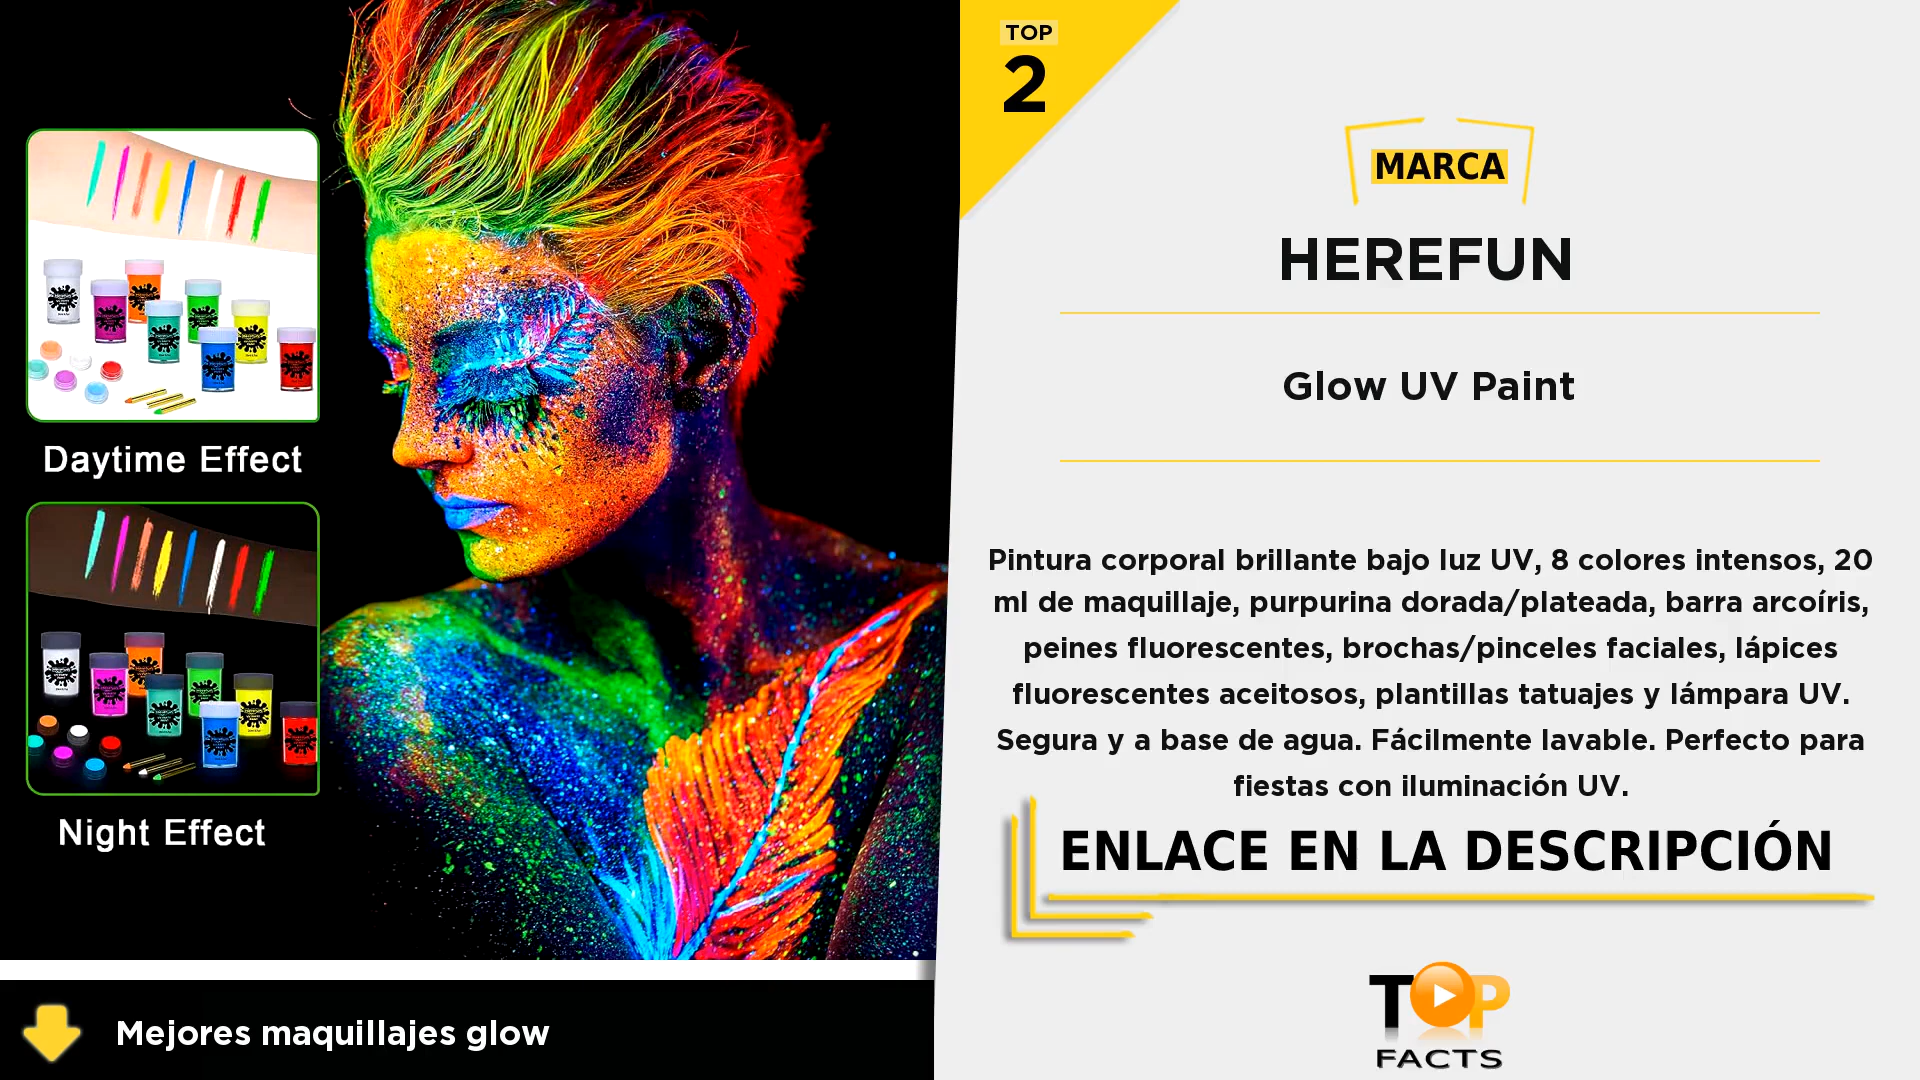 TOP
2
MARCA
HEREFUN
Glow UV Paint
Pintura corporal brillante bajo luz UV, 8 colores intensos, 20
ml de maquillaje, purpurina dorada/plateada, barra arcoíris,
peines fluorescentes, brochas/pinceles faciales, lápices
fluorescentes aceitosos, plantillas tatuajes y lámpara UV.
Segura y a base de agua. Fácilmente lavable. Perfecto para
fiestas con iluminación UV.
ENLACE EN LA DESCRIPCIÓN
TOP
FACTS
Daytime Effect
Night Effect
Mejores maquillajes glow